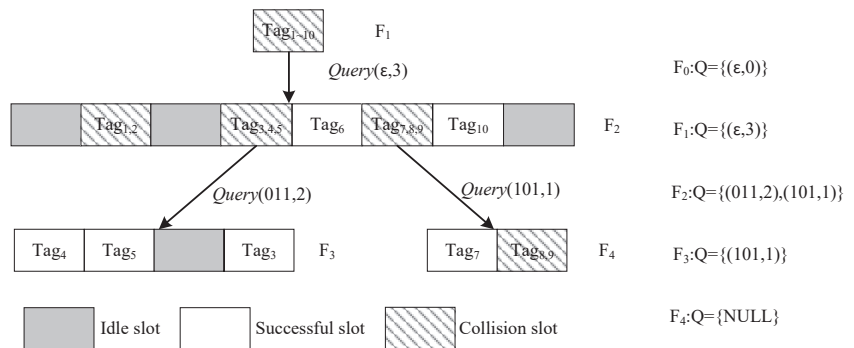 Tag1~10 F1
Query(ε,3)
F0:Q={(ε,0)}
Tag1,2 Tag3,4,5 Tag6 Tag7,8,9 Tag10 F2
F1:Q={(ε,3)}
Query(011,2) Query(101,1)
F2:Q={(011,2),(101,1)}
Tag4 Tag5 Tag3 F3 Tag7 Tag8,9 F4
F3:Q={(101,1)}
Idle slot Successful slot Collision slot
F4:Q={NULL}